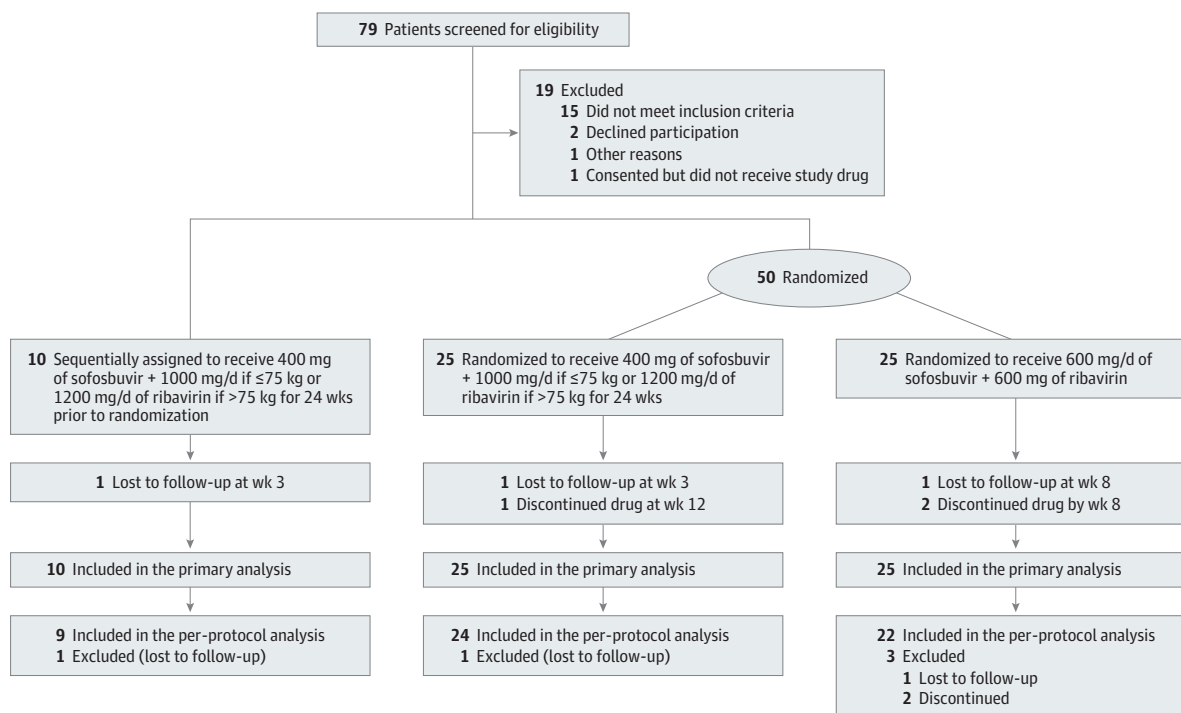 79 Patients screened for eligibility
19 Excluded
15 Did not meet inclusion criteria
2 Declined participation
1 Other reasons
1 Consented but did not receive study drug
50 Randomized
10 Sequentially assigned to receive 400 mg
of sofosbuvir + 1000 mg/d if ≤75 kg or
1200 mg/d of ribavirin if >75 kg for 24 wks
prior to randomization
25 Randomized to receive 400 mg of sofosbuvir
+ 1000 mg/d if ≤75 kg or 1200 mg/d of
ribavirin if >75 kg for 24 wks
25 Randomized to receive 600 mg/d of
sofosbuvir + 600 mg of ribavirin
1 Lost to follow-up at wk 3
1 Lost to follow-up at wk 3
1 Discontinued drug at wk 12
1 Lost to follow-up at wk 8
2 Discontinued drug by wk 8
10 Included in the primary analysis
25 Included in the primary analysis
25 Included in the primary analysis
9 Included in the per-protocol analysis
1 Excluded (lost to follow-up)
24 Included in the per-protocol analysis
1 Excluded (lost to follow-up)
22 Included in the per-protocol analysis
3 Excluded
1 Lost to follow-up
2 Discontinued